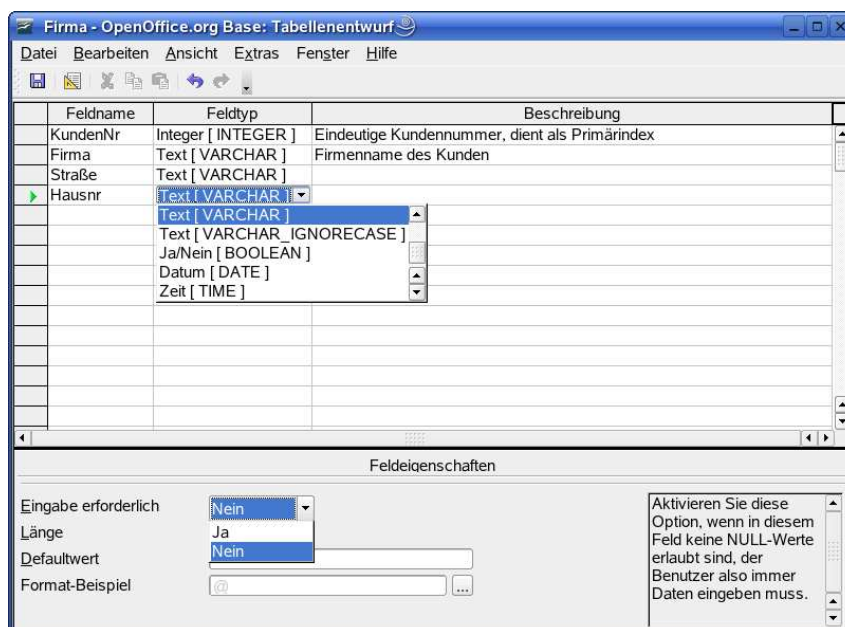 Firma - OpenOffice.org Base: Tabellenentwurf
Datei Bearbeiten Ansicht Extras Fenster Hilfe
Feldname Feldtyp Beschreibung
KundenNr Integer [ INTEGER ] Eindeutige Kundennummer, dient als Primärindex
Firma Text [ VARCHAR ] Firmenname des Kunden
Straße Text [ VARCHAR ]
Hausnr Text [ VARCHAR ]
Text [ VARCHAR ]
Text [ VARCHAR_IGNORECASE ]
Ja/Nein [ BOOLEAN ]
Datum [ DATE ]
Zeit [ TIME ]
Feldeigenschaften
Eingabe erforderlich Nein
Länge Ja
Nein
Defaultwert
Format-Beispiel @ ...
Aktivieren Sie diese
Option, wenn in diesem
Feld keine NULL-Werte
erlaubt sind, der
Benutzer also immer
Daten eingeben muss.